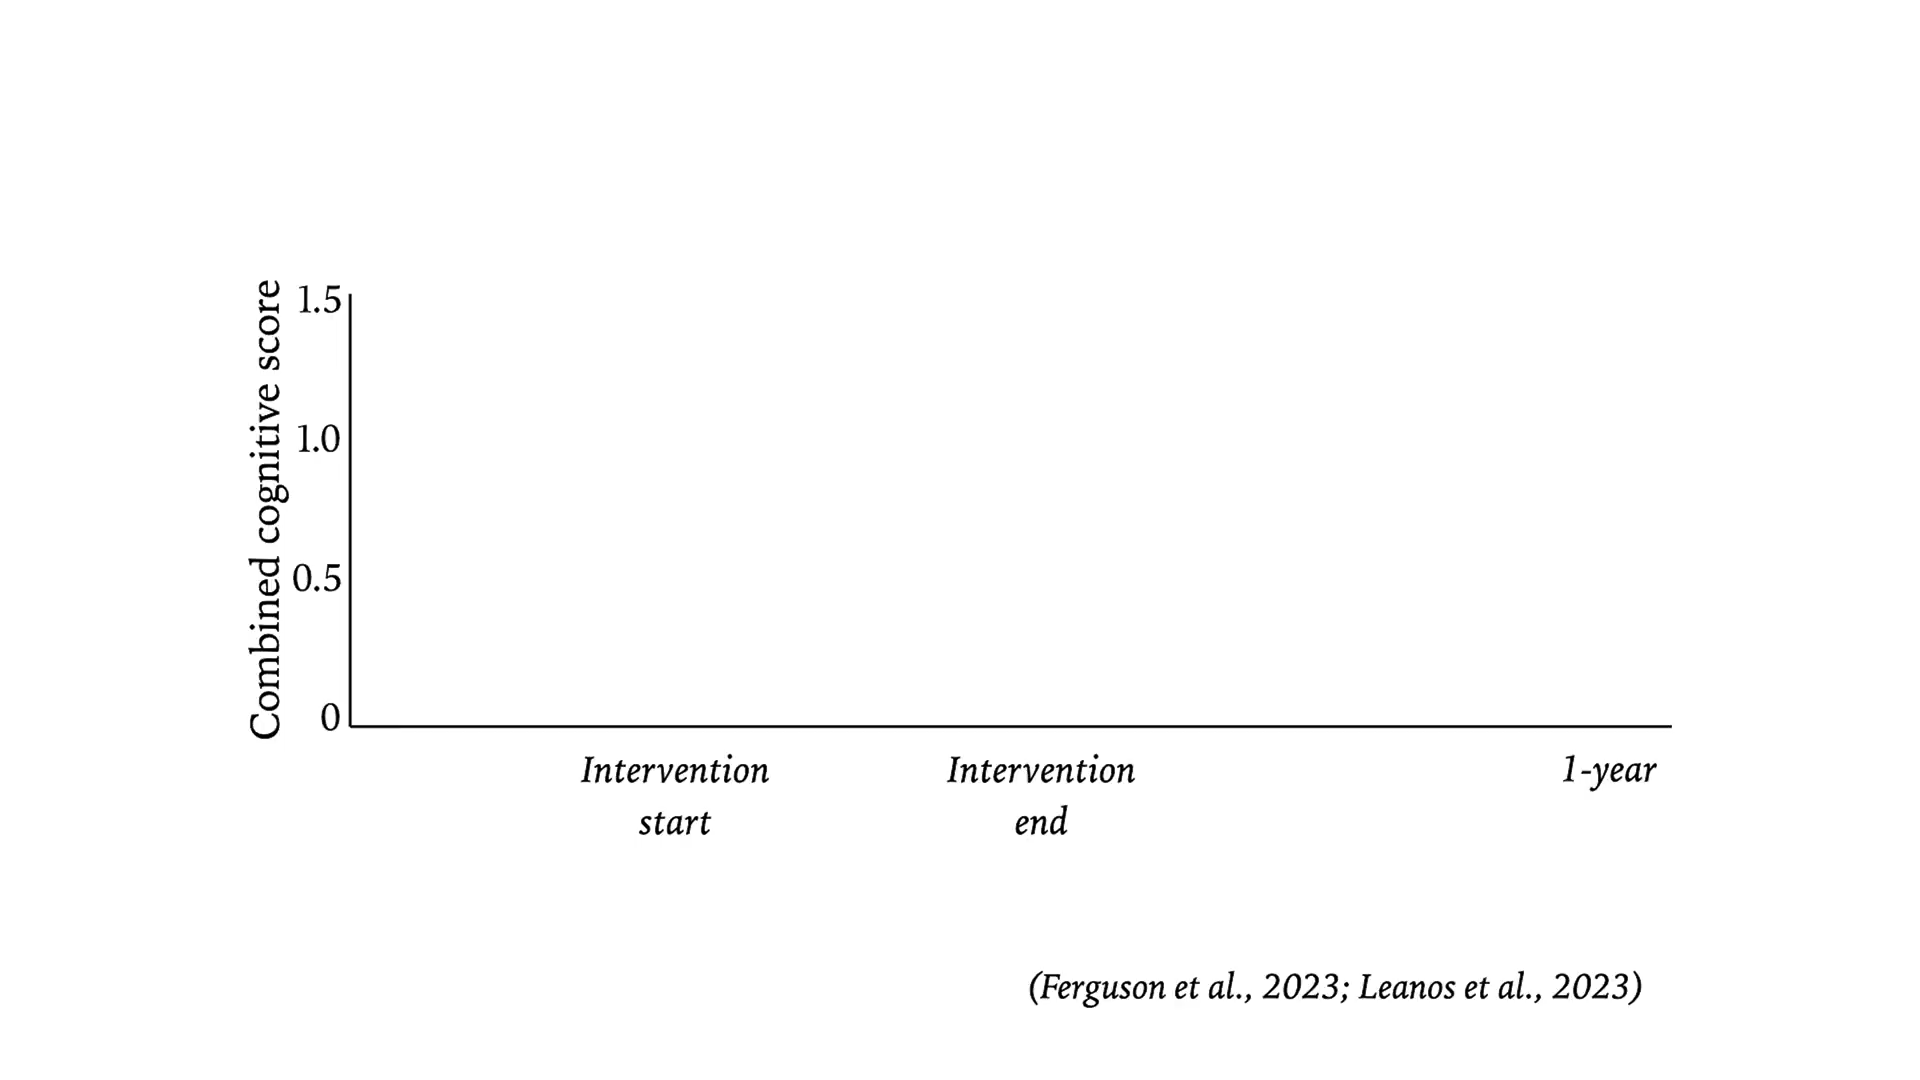 Combined cognitive score
1.5
1.0
0.5
0
Intervention
start
Intervention
end
1-year
(Ferguson et al., 2023; Leanos et al., 2023)